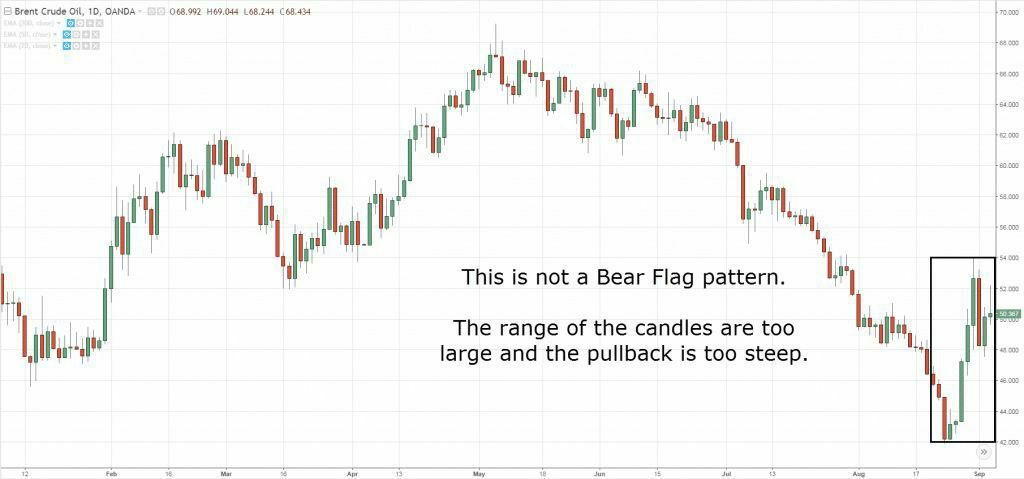 Brent Crude Oil, 1D, OANDA O68.992 H69.044 L68.244 C68.434
EMA (200, close)
EMA (50, close)
EMA (20, close)
70.000
68.000
66.000
64.000
62.000
60.000
58.000
56.000
54.000
This is not a Bear Flag pattern.
52.000
50.367
The range of the candles are too
large and the pullback is too steep.
48.000
46.000
44.000
42.000
12 Feb 16 Mar 16 Apr 13 May Jun 15 Jul 13 Aug 17 Sep